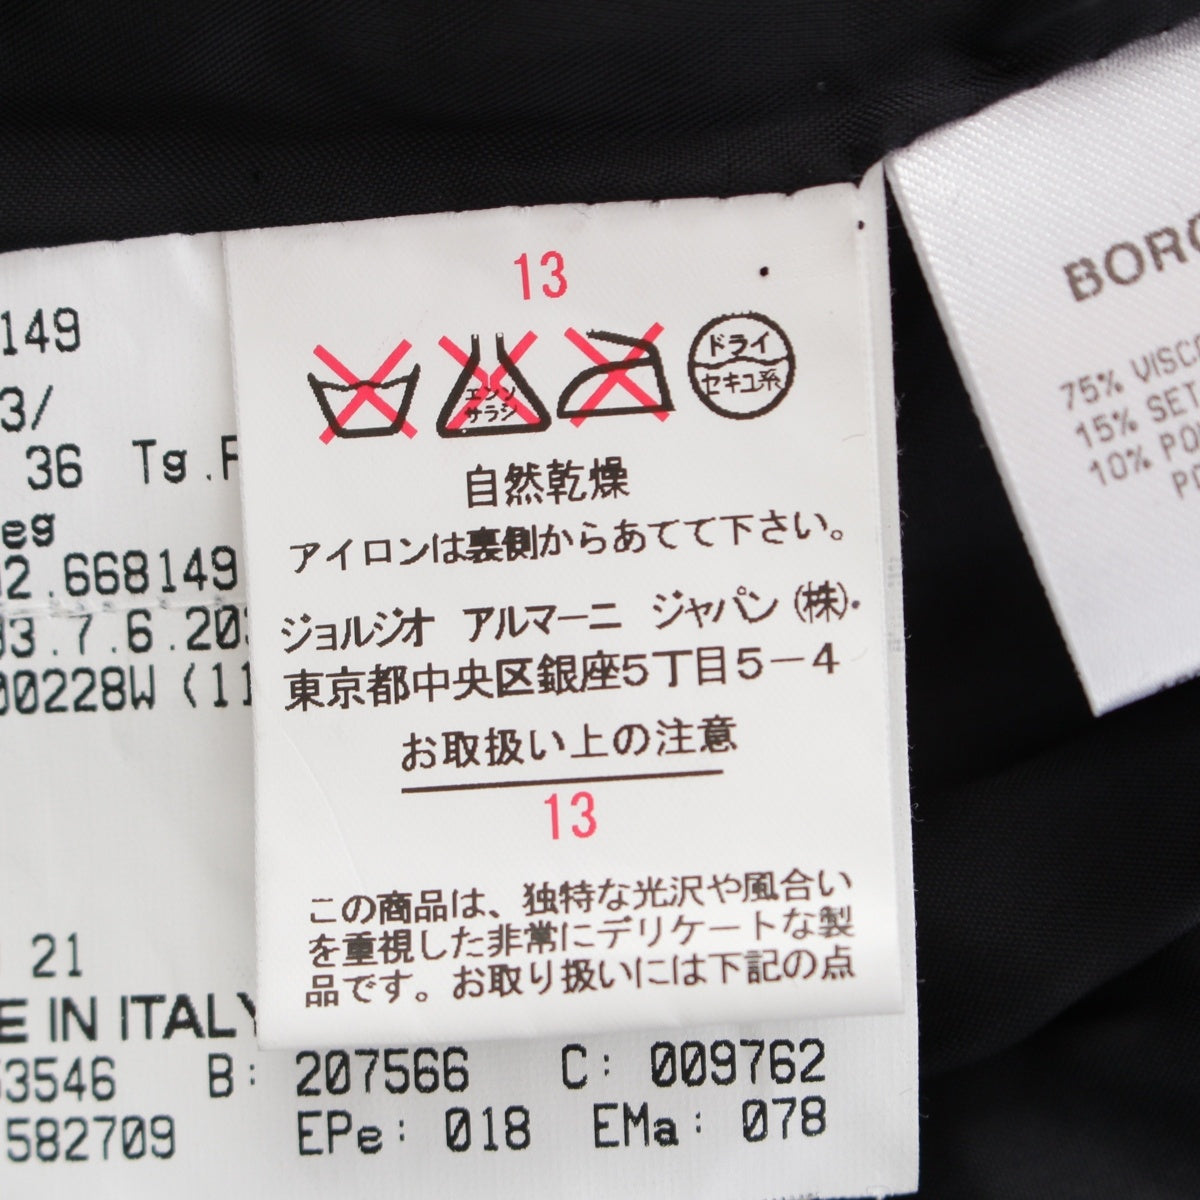 149
3/
36 Tg.F
eg
2.668149
3.7.6.20
00228W (11
21
E IN ITALY
53546 B: 207566 C: 009762
582709 EPe: 018 EMa: 078
13
エンソ
サラシ
ドライ
セキユ系
自然乾燥
アイロンは裏側からあてて下さい。
ジョルジオ アルマーニ ジャパン(株).
東京都中央区銀座5丁目5-4
お取扱い上の注意
13
この商品は、独特な光沢や風合い
を重視した非常にデリケートな製
品です。お取り扱いには下記の点
BORG
75% VISCO
15% SET
10% PO